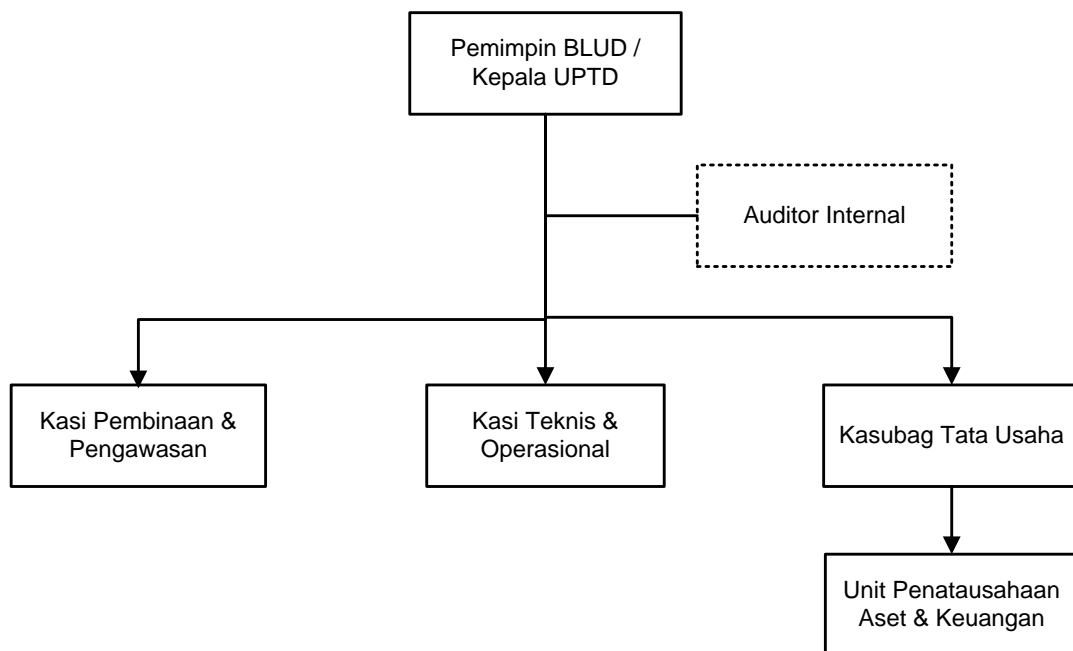 Pemimpin BLUD /
Kepala UPTD
Auditor Internal
Kasi Pembinaan &
Pengawasan
Kasi Teknis &
Operasional
Kasubag Tata Usaha
Unit Penatausahaan
Aset & Keuangan